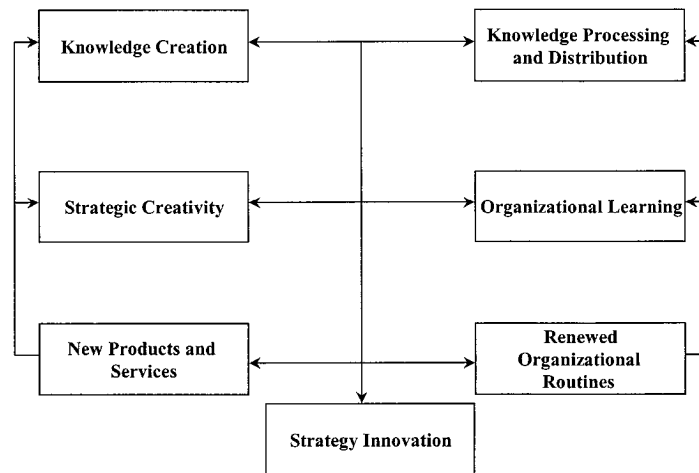 Knowledge Creation
Knowledge Processing
and Distribution
Strategic Creativity
Organizational Learning
New Products and
Services
Renewed
Organizational
Routines
Strategy Innovation